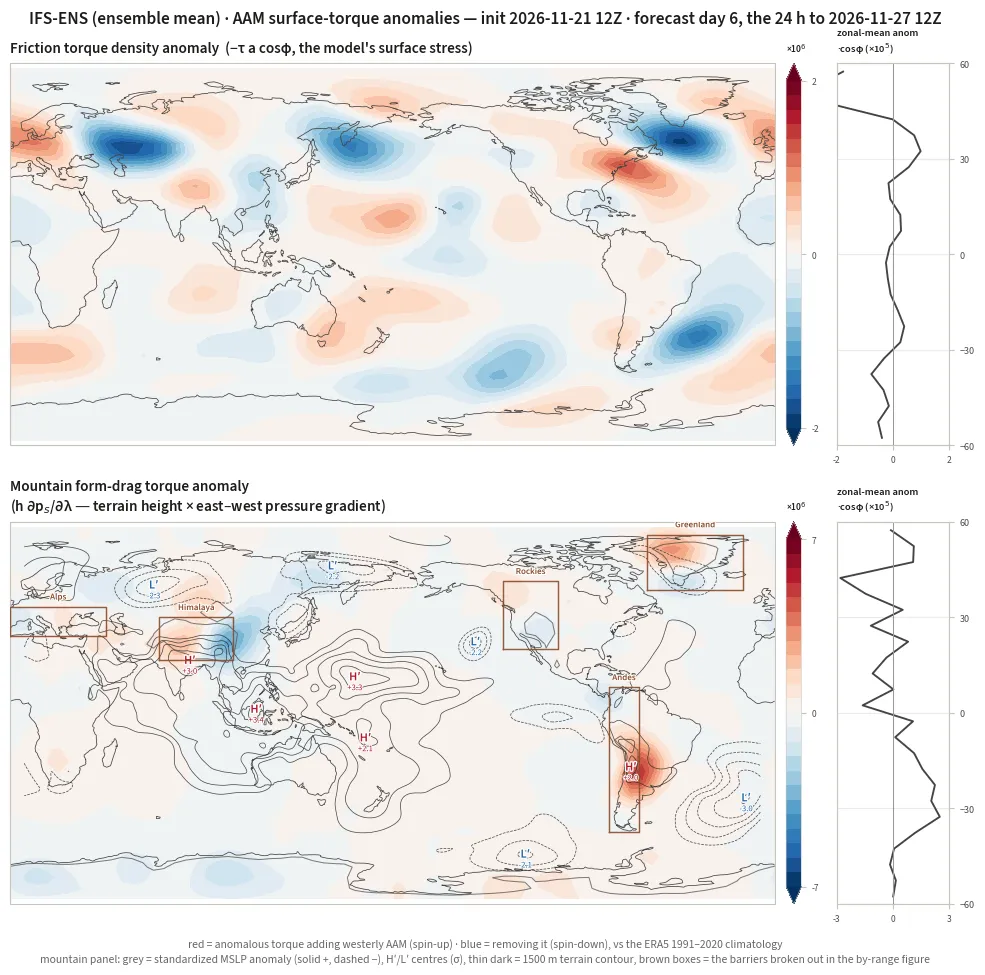 IFS-ENS (ensemble mean) · AAM surface-torque anomalies — init 2026-11-21 12Z · forecast day 6, the 24 h to 2026-11-27 12Z
Friction torque density anomaly (−τ a cosφ, the model's surface stress)
×10⁶
2
0
-2
zonal-mean anom
·cosφ (×10⁵)
60
30
0
−30
−60
-2
0
2
Mountain form-drag torque anomaly
(h ∂pₛ/∂λ — terrain height × east–west pressure gradient)
×10⁶
7
0
-7
zonal-mean anom
·cosφ (×10⁵)
60
30
0
−30
−60
-3
0
3
Greenland
Rockies
Alps
Himalaya
Andes
L'
-2.3
L'
-2.2
L'
-2.2
H'
+3.0
H'
+3.3
H'
+3.4
H'
+2.1
H'
L'
-3.0
L'
-2.1
red = anomalous torque adding westerly AAM (spin-up) · blue = removing it (spin-down), vs the ERA5 1991–2020 climatology
mountain panel: grey = standardized MSLP anomaly (solid +, dashed −), H′/L′ centres (σ), thin dark = 1500 m terrain contour, brown boxes = the barriers broken out in the by-range figure